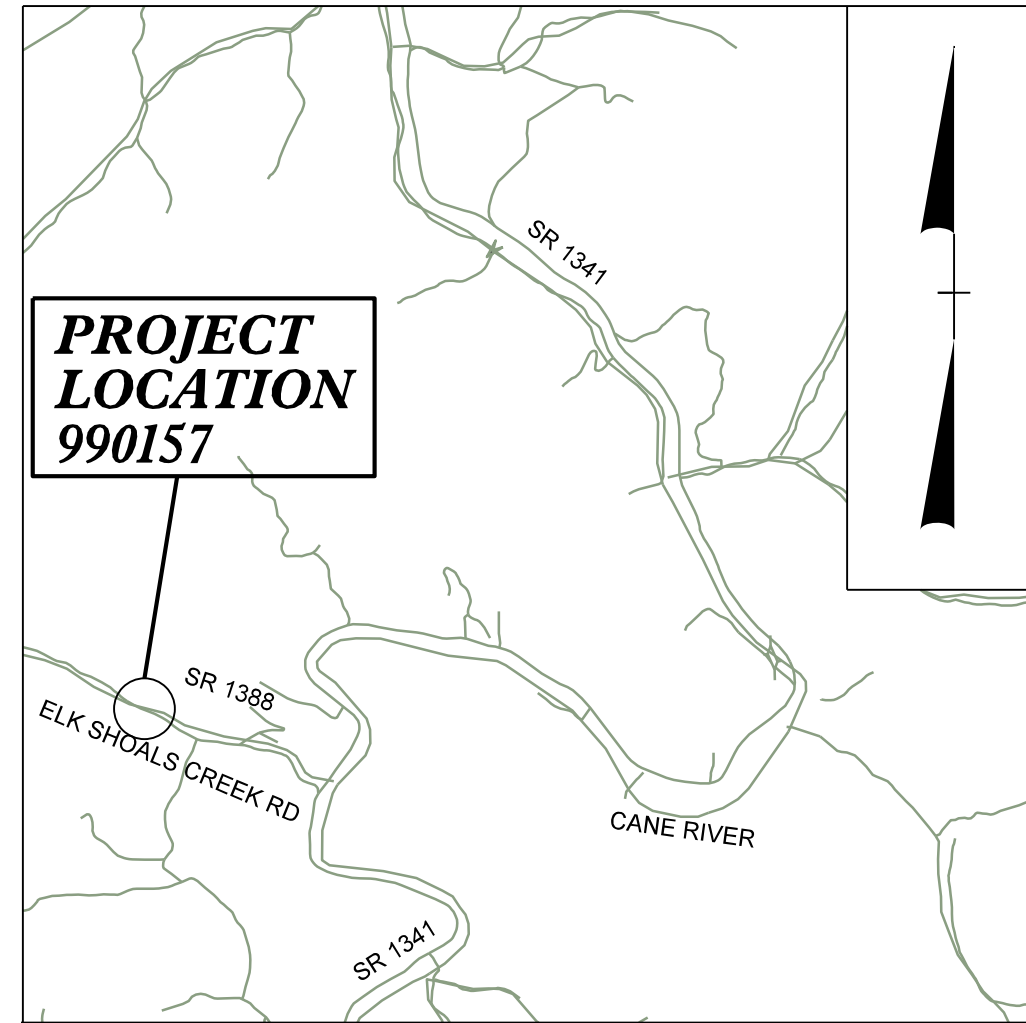 SR 1341
PROJECT
LOCATION
990157
SR 1388
ELK SHOALS CREEK RD
CANE RIVER
SR 1341